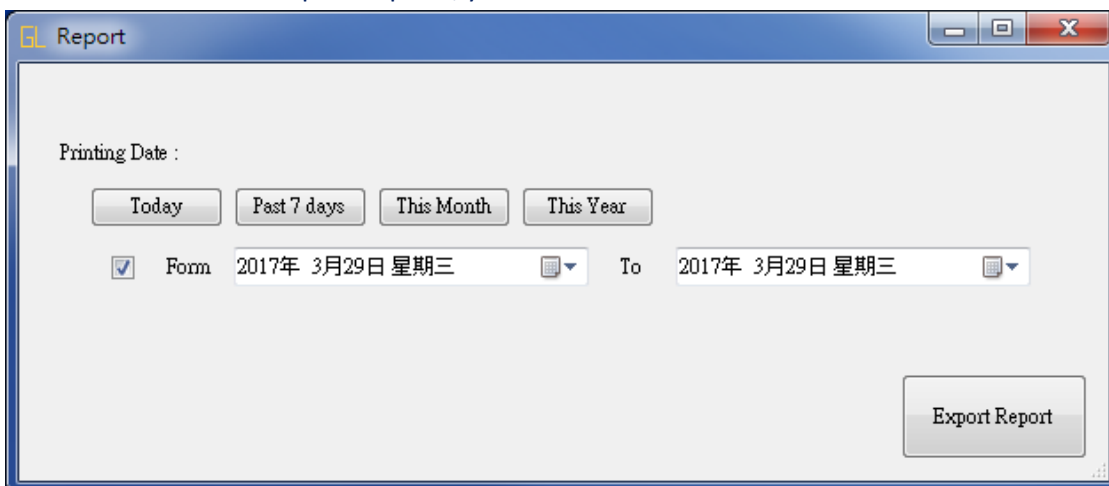 GL Report
Printing Date :
Today Past 7 days This Month This Year
Form 2017年 3月29日 星期三 To 2017年 3月29日 星期三
Export Report